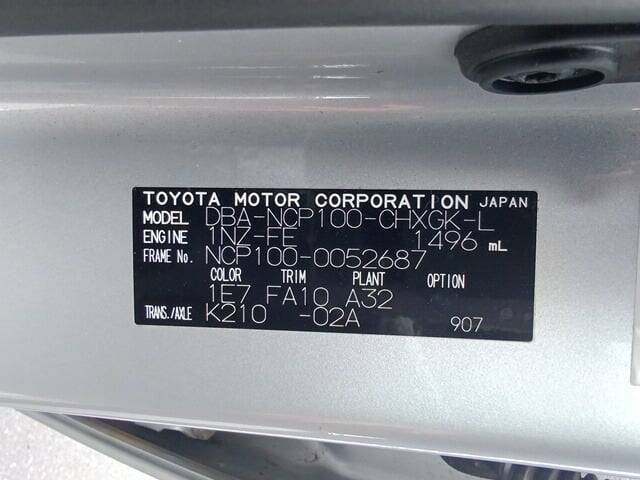 TOYOTA MOTOR CORPORATION JAPAN
MODEL DBA-NCP100-CHXGK-L
ENGINE 1NZ-FE 1496 mL
FRAME No. NCP100-0052687
COLOR TRIM PLANT OPTION
1E7 FA10 A32
TRANS./AXLE K210 -02A 907